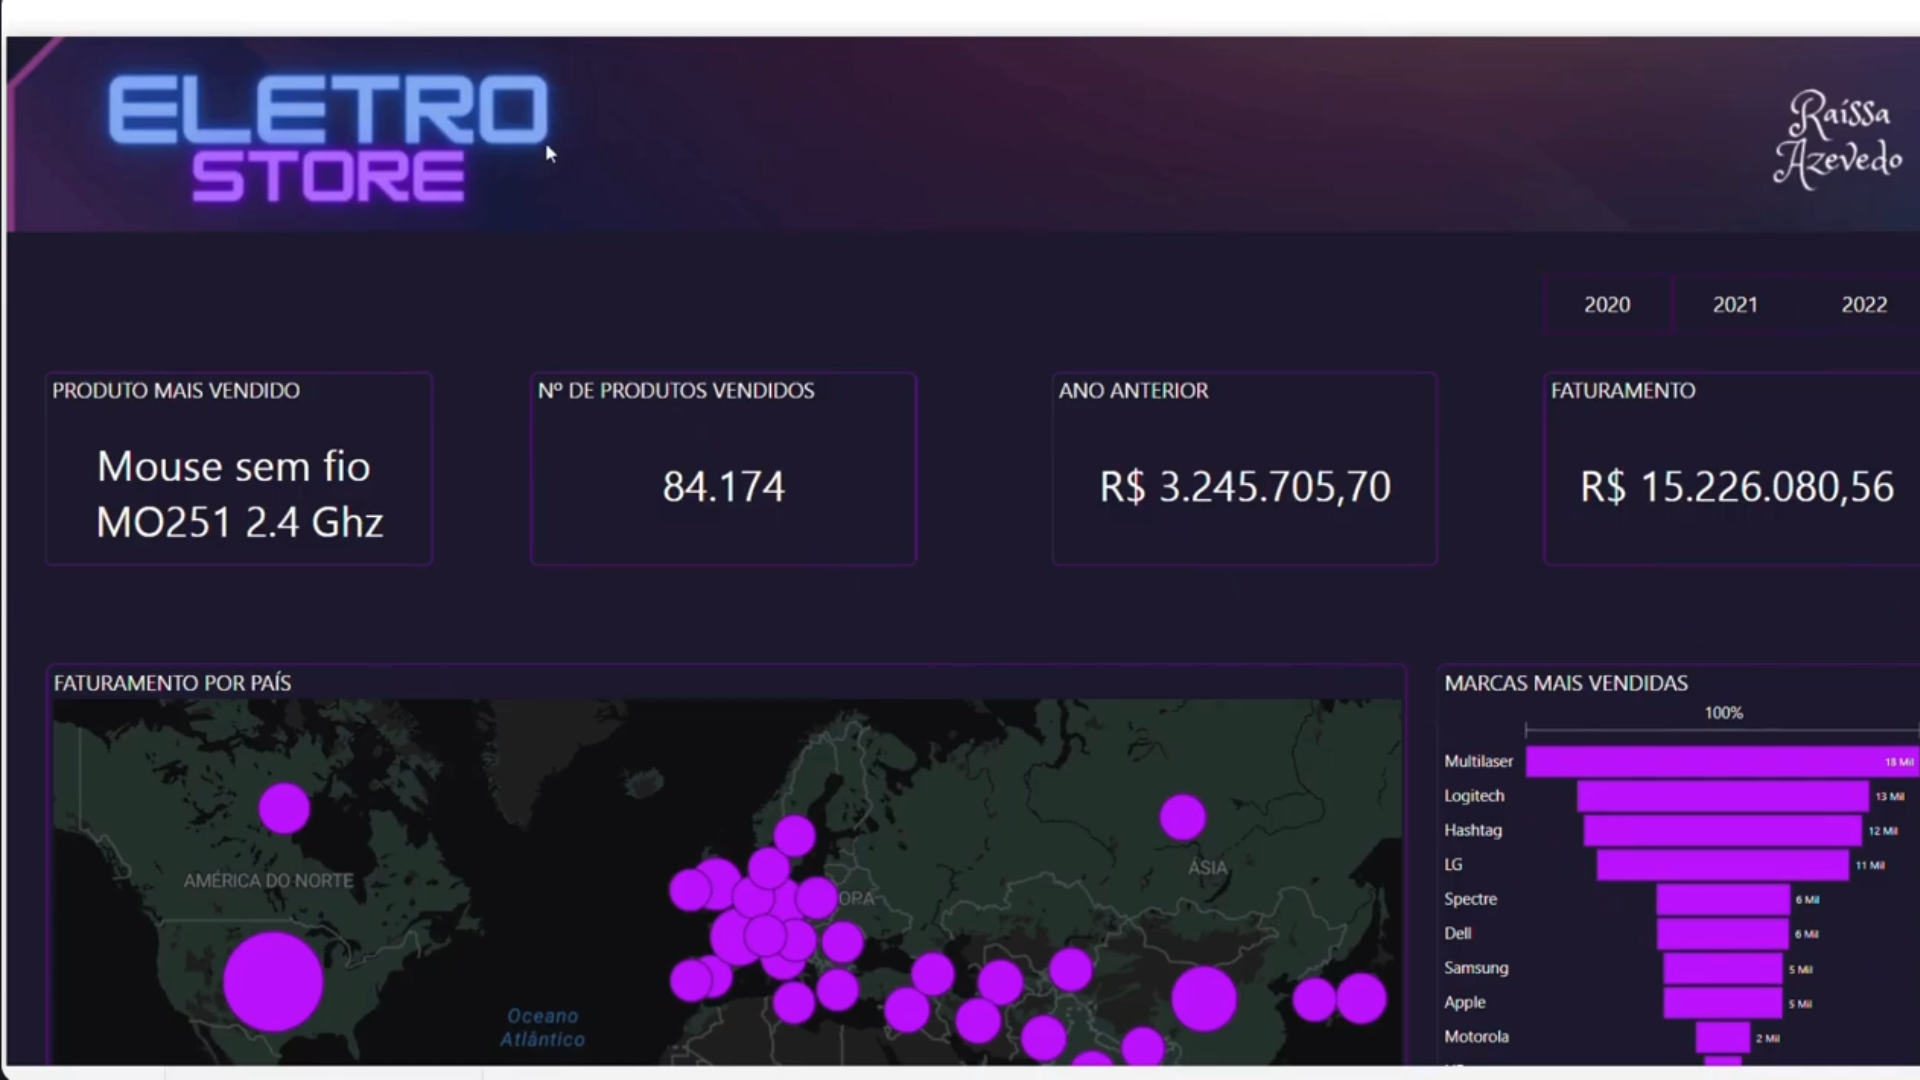 ELETRO
STORE
Raíssa
Azevedo
2020 2021 2022
PRODUTO MAIS VENDIDO
Mouse sem fio
MO251 2.4 Ghz
Nº DE PRODUTOS VENDIDOS
84.174
ANO ANTERIOR
R$ 3.245.705,70
FATURAMENTO
R$ 15.226.080,56
FATURAMENTO POR PAÍS
AMÉRICA DO NORTE
OPA
ÁSIA
Oceano
Atlântico
MARCAS MAIS VENDIDAS
100%
Multilaser 18 Mil
Logitech 13 Mil
Hashtag 12 Mil
LG 11 Mil
Spectre 6 Mil
Dell 6 Mil
Samsung 5 Mil
Apple 5 Mil
Motorola 2 Mil